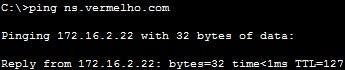 C:\>ping ns.vermelho.com
Pinging 172.16.2.22 with 32 bytes of data:
Reply from 172.16.2.22: bytes=32 time<1ms TTL=127